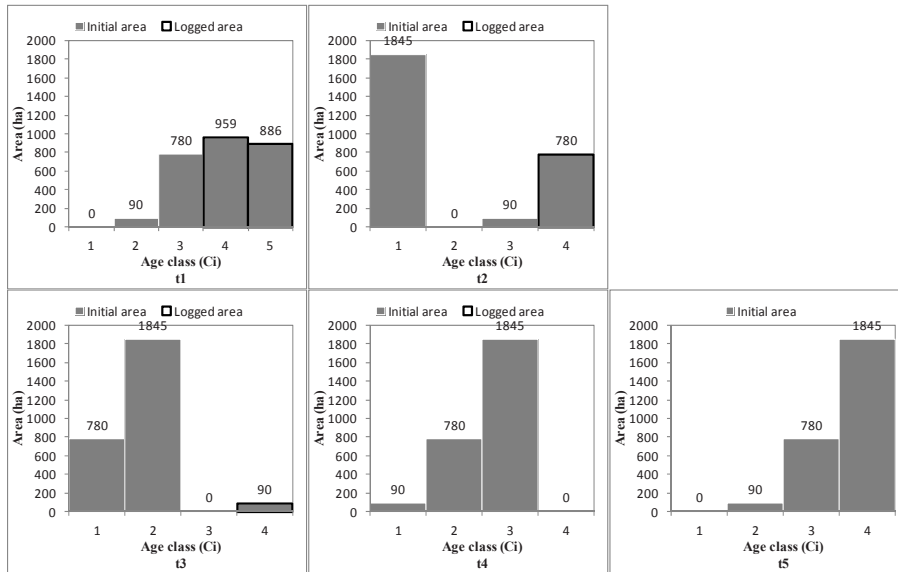 Initial area Logged area
2000
1800
1600
1400
1200
1000
800
600
400
200
0
Area (ha)
0 90 780 959 886
1 2 3 4 5
Age class (Ci)
t1
Initial area Logged area
2000
1800
1600
1400
1200
1000
800
600
400
200
0
Area (ha)
1845 0 90 780
1 2 3 4
Age class (Ci)
t2
Initial area Logged area
2000
1800
1600
1400
1200
1000
800
600
400
200
0
Area (ha)
780 1845 0 90
1 2 3 4
Age class (Ci)
t3
Initial area Logged area
2000
1800
1600
1400
1200
1000
800
600
400
200
0
Area (ha)
90 780 1845 0
1 2 3 4
Age class (Ci)
t4
Initial area
2000
1800
1600
1400
1200
1000
800
600
400
200
0
Area (ha)
0 90 780 1845
1 2 3 4
Age class (Ci)
t5